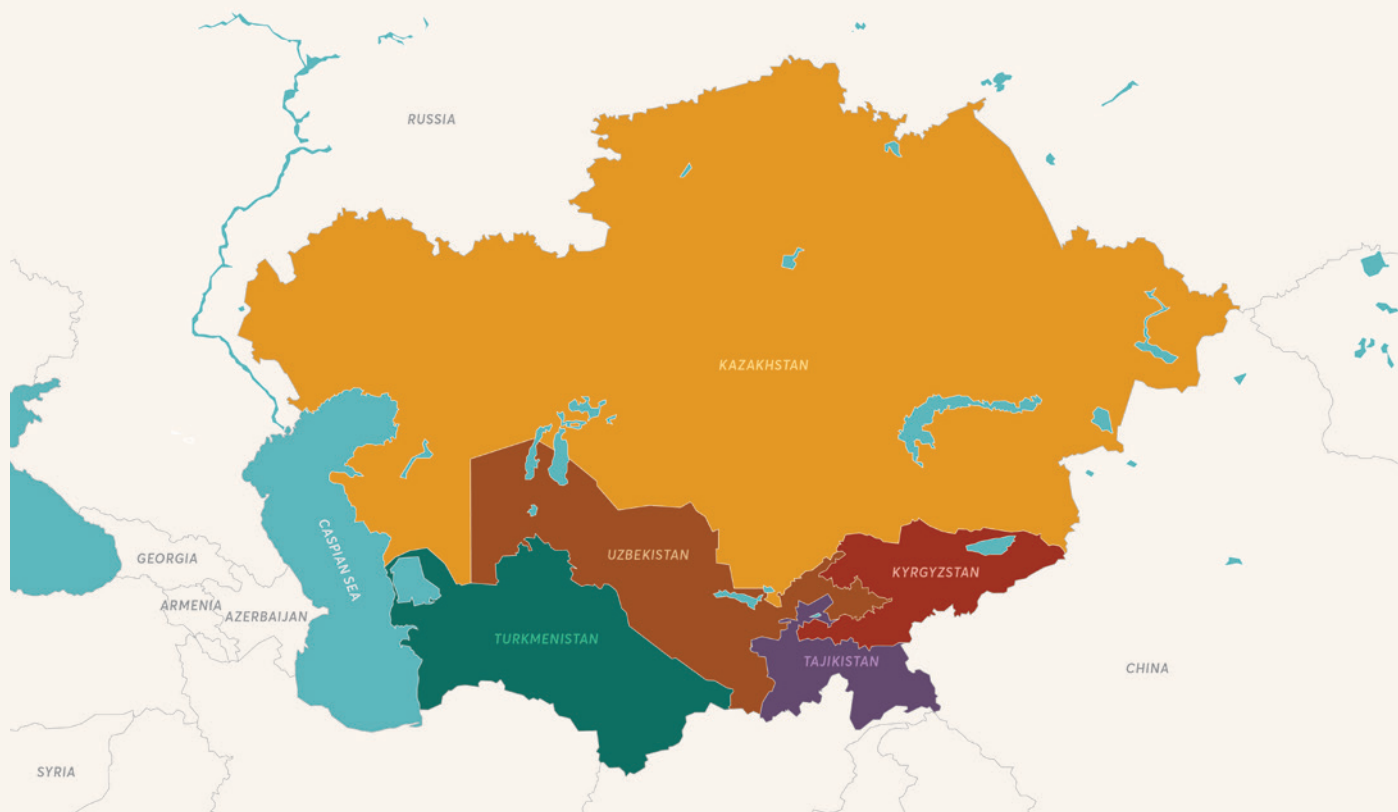 RUSSIA
KAZAKHSTAN
CASPIAN SEA
UZBEKISTAN
GEORGIA
KYRGYZSTAN
ARMENIA
AZERBAIJAN
TURKMENISTAN
TAJIKISTAN
CHINA
SYRIA